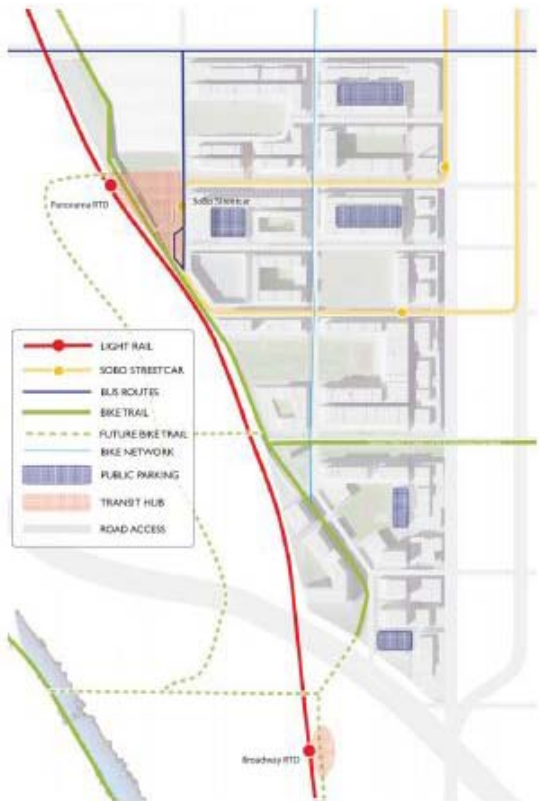 Panorama RTD
SoBo Streetcar
LIGHT RAIL
SOBO STREETCAR
BUS ROUTES
BIKE TRAIL
FUTURE BIKE TRAIL
BIKE NETWORK
PUBLIC PARKING
TRANSIT HUB
ROAD ACCESS
Broadway RTD